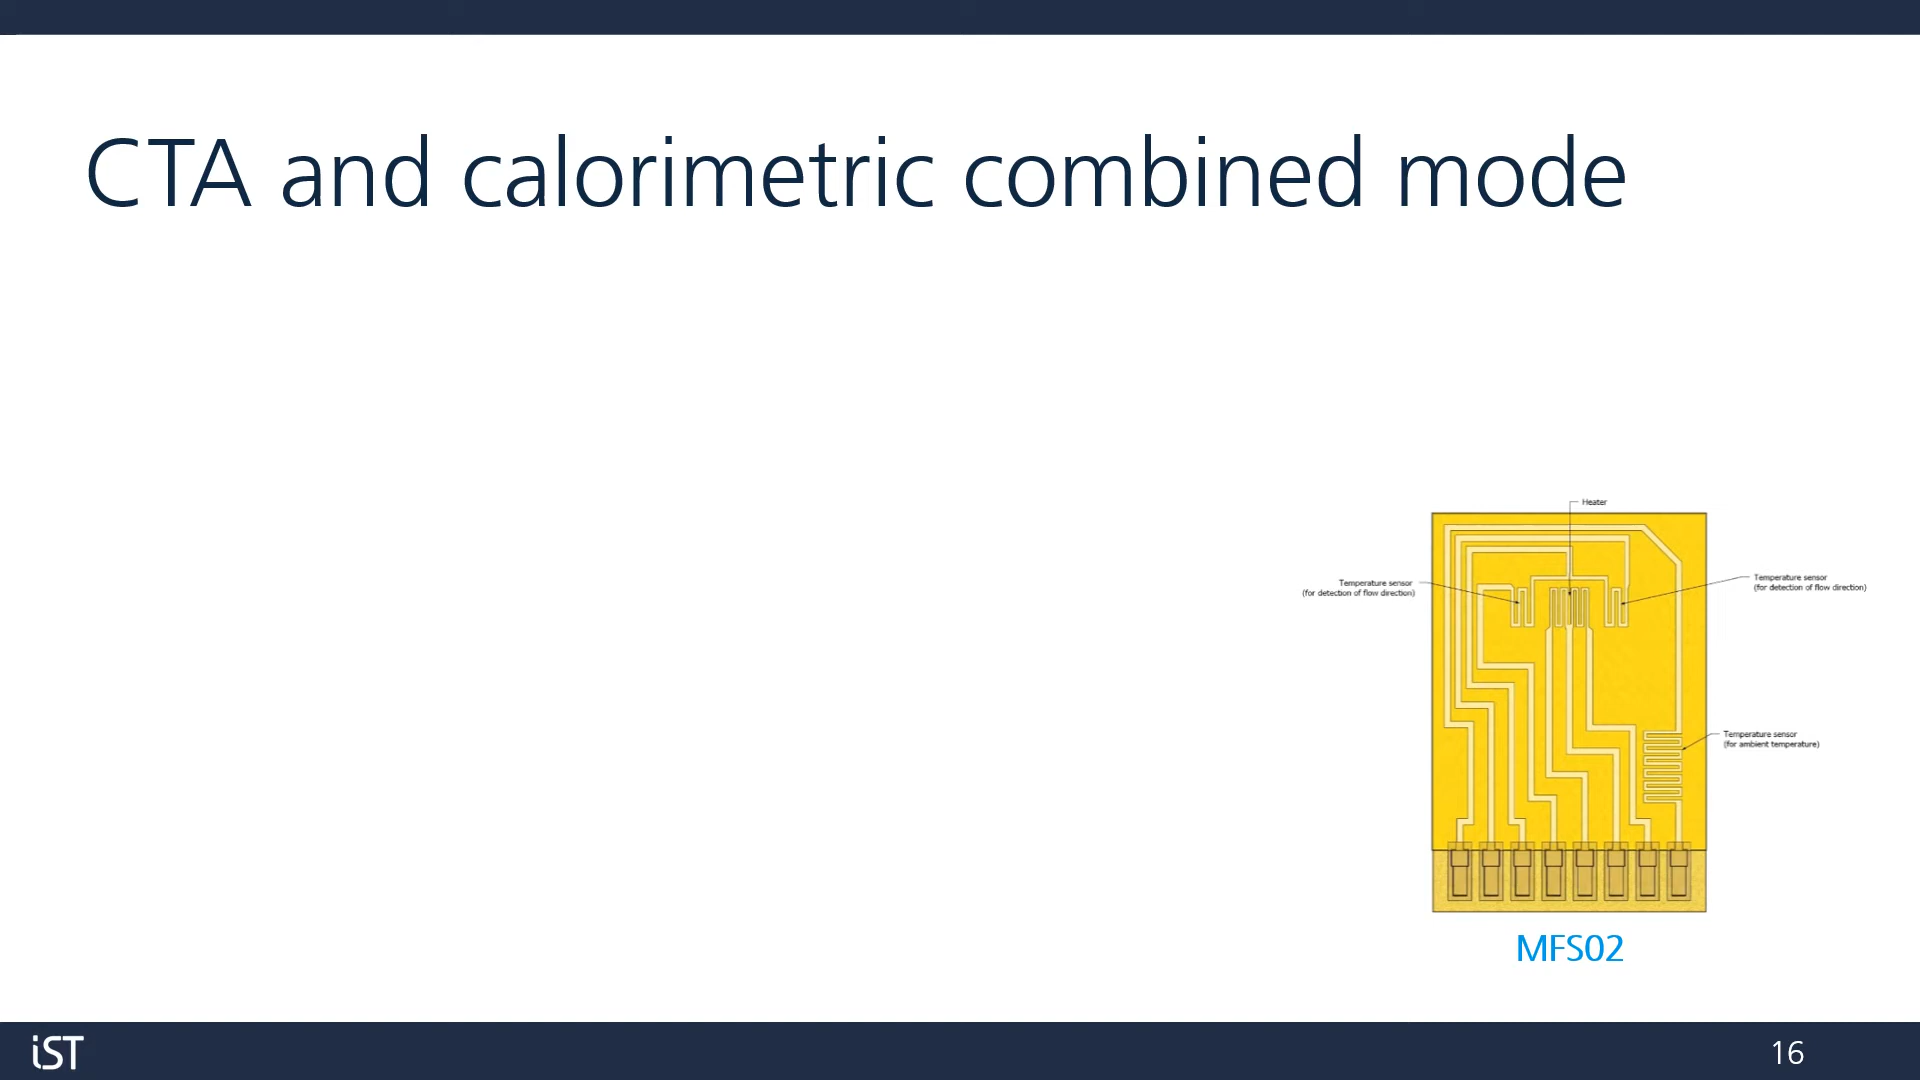 CTA and calorimetric combined mode
Heater
Temperature sensor
(for detection of flow direction)
Temperature sensor
(for detection of flow direction)
Temperature sensor
(for ambient temperature)
MFS02
iST
16